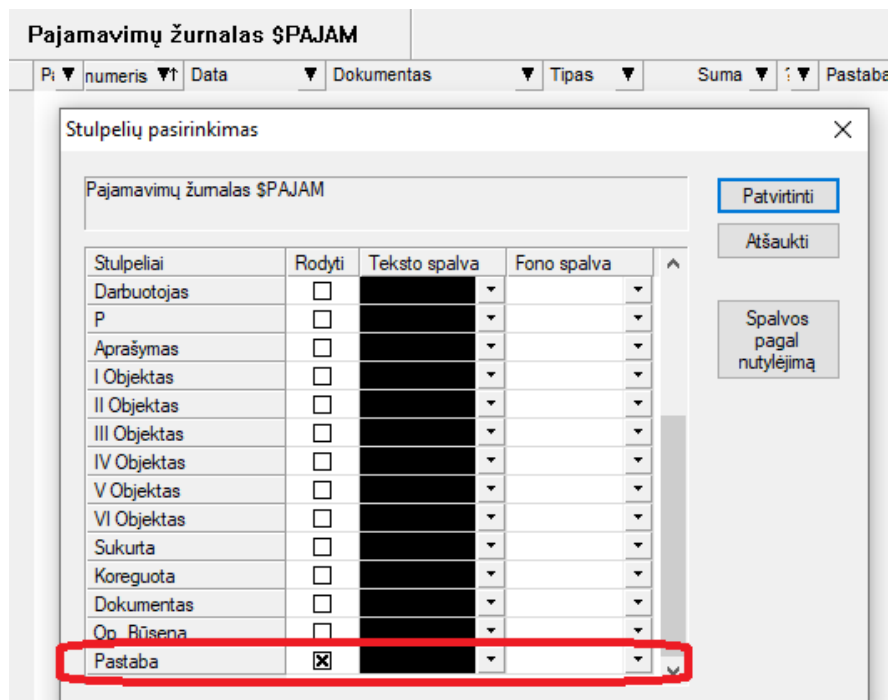 Pajamavimų žurnalas $PAJAM
numeris Data Dokumentas Tipas Suma ? Pastaba
Stulpelių pasirinkimas
Pajamavimų žurnalas $PAJAM
Patvirtinti
Atšaukti
Stulpeliai Rodyti Teksto spalva Fono spalva
Darbuotojas
P
Aprašymas
I Objektas
II Objektas
III Objektas
IV Objektas
V Objektas
VI Objektas
Sukurta
Koreguota
Dokumentas
Op. Būsena
Pastaba
Spalvos
pagal
nutylėjimą